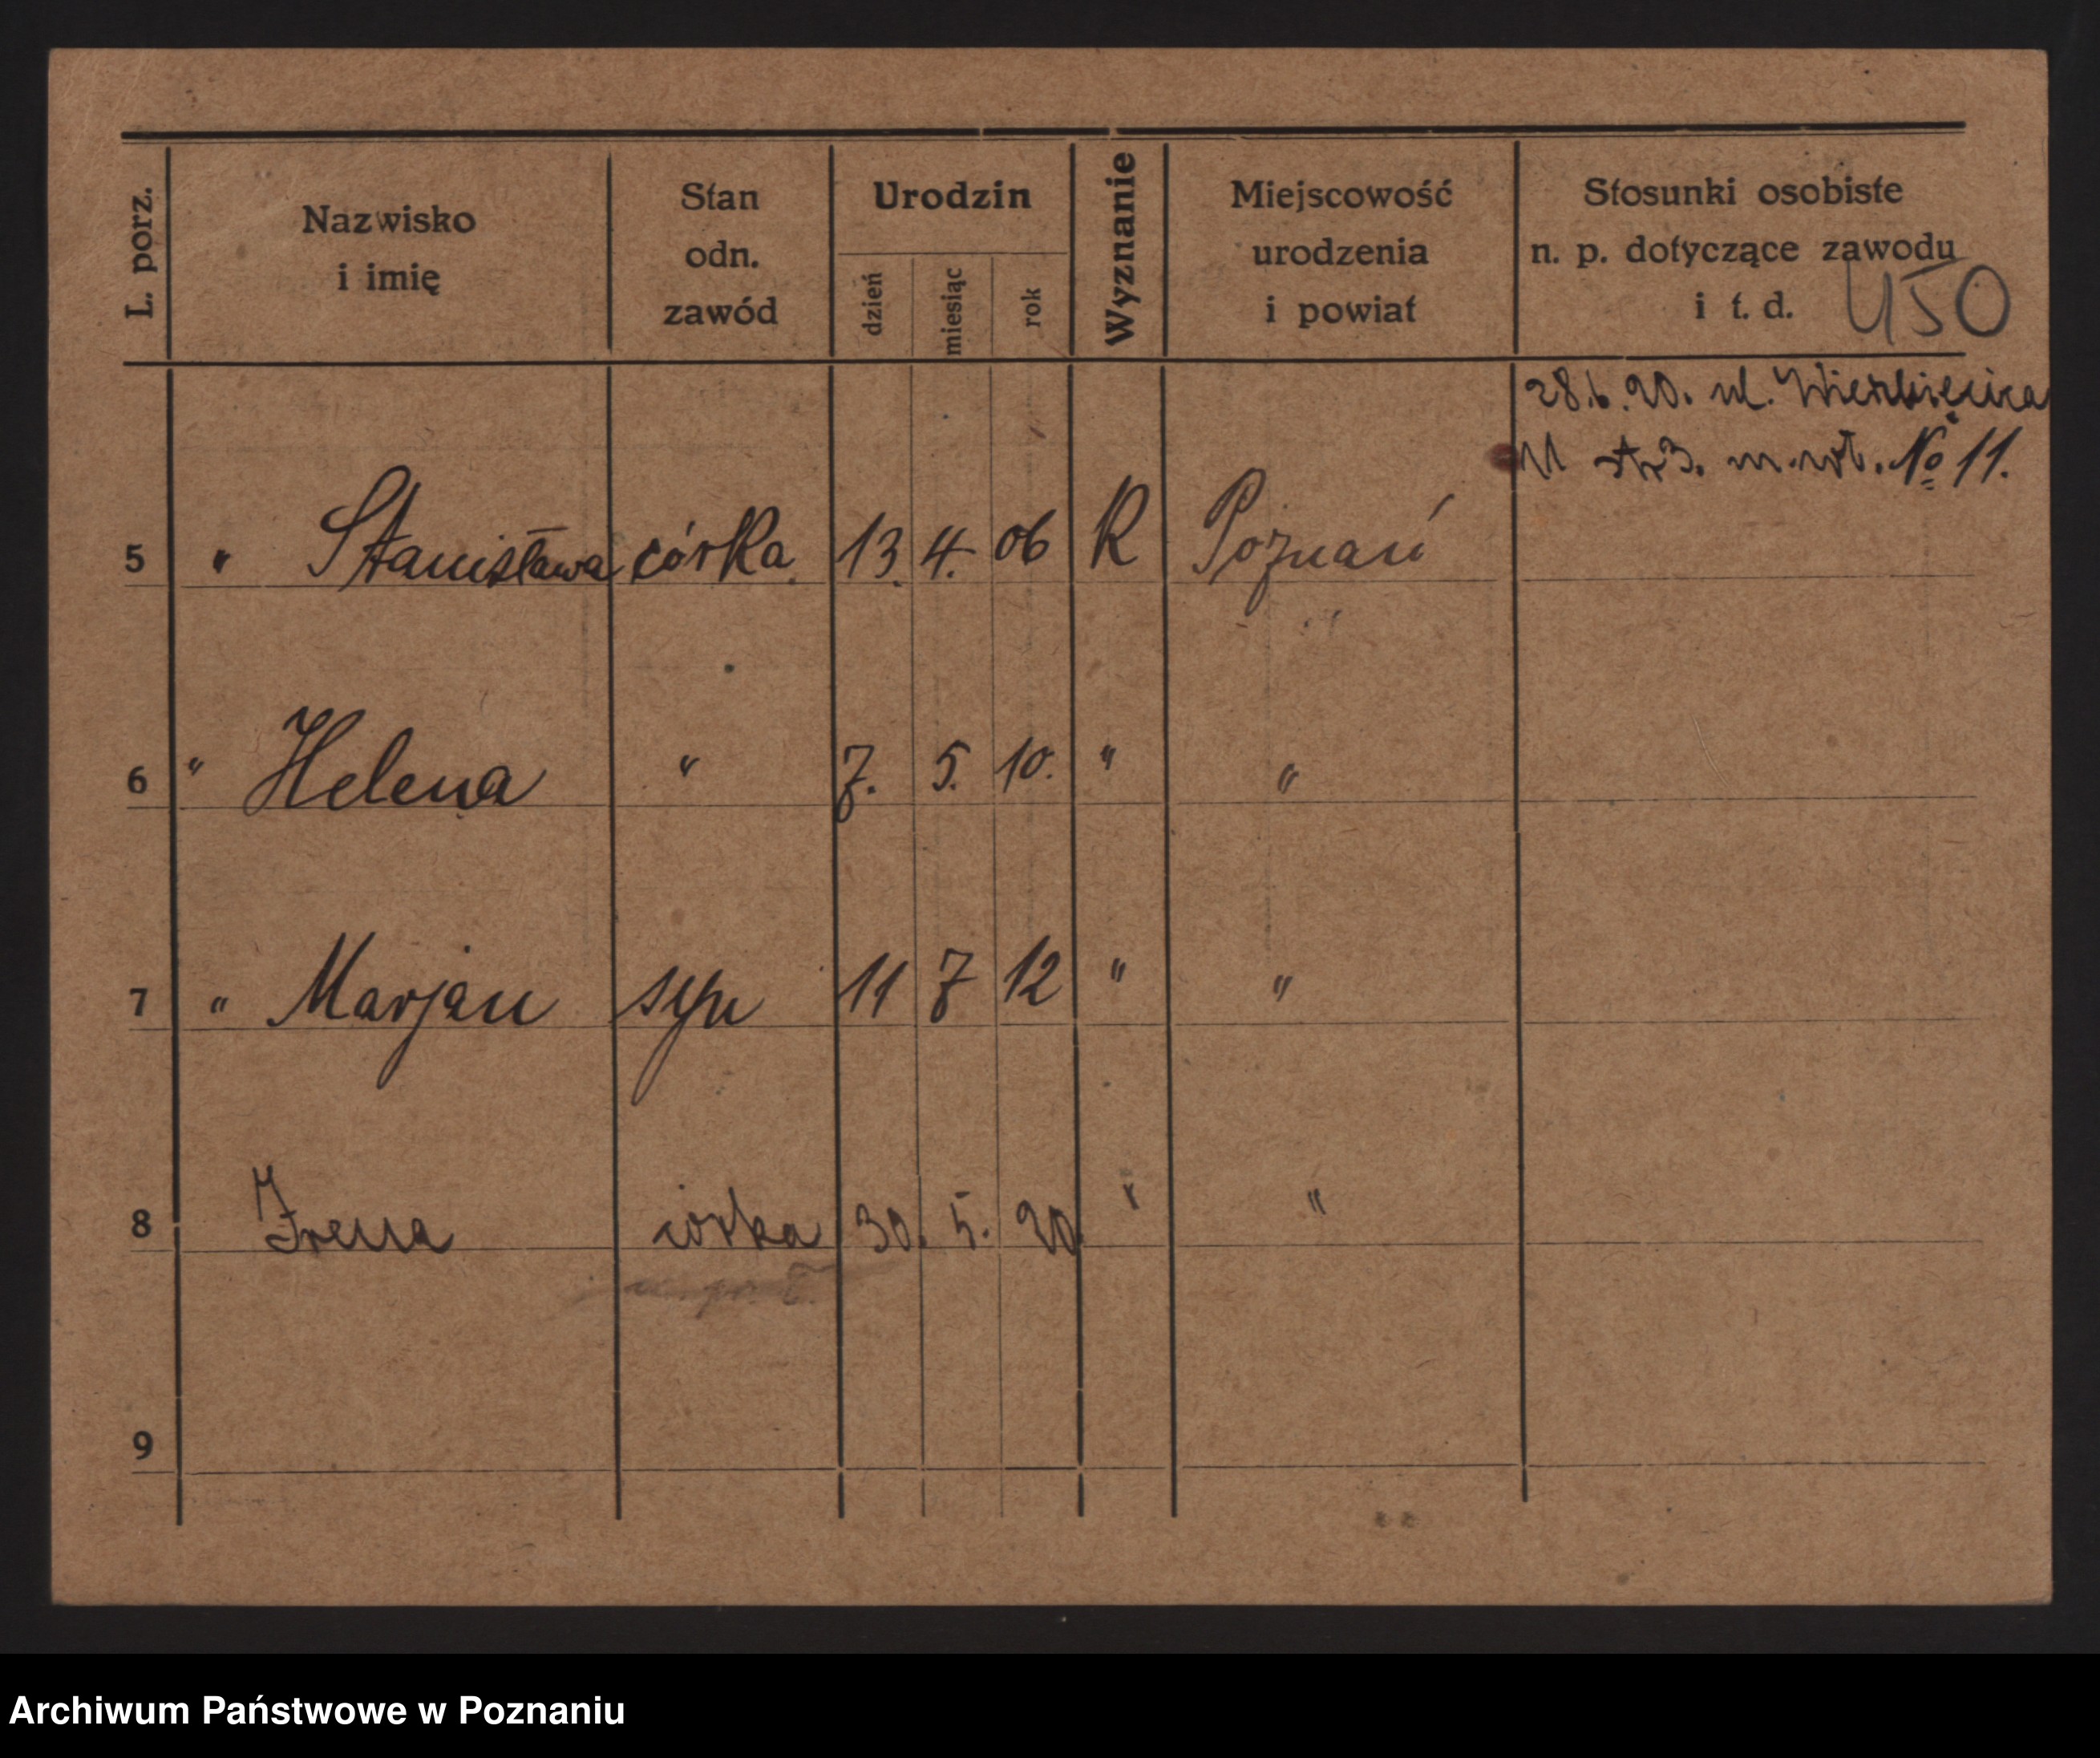 L. porz.
Nazwisko
i imię
Stan
odn.
zawód
Urodzin
dzień
miesiąc
rok
Wyznanie
Miejscowość
urodzenia
i powiat
Stosunki osobiste
n. p. dotyczące zawodu
i t. d.
450
28.6.20. ul. Wierzbięcica
No 11.
5 " Stanisława córka 13. 4. 06 R Poznań
6 " Helena " 7. 5. 10. " "
7 " Marjan syn 11 7 12 " "
8 Irena córka 30. 5. 20 " "
9
Archiwum Państwowe w Poznaniu